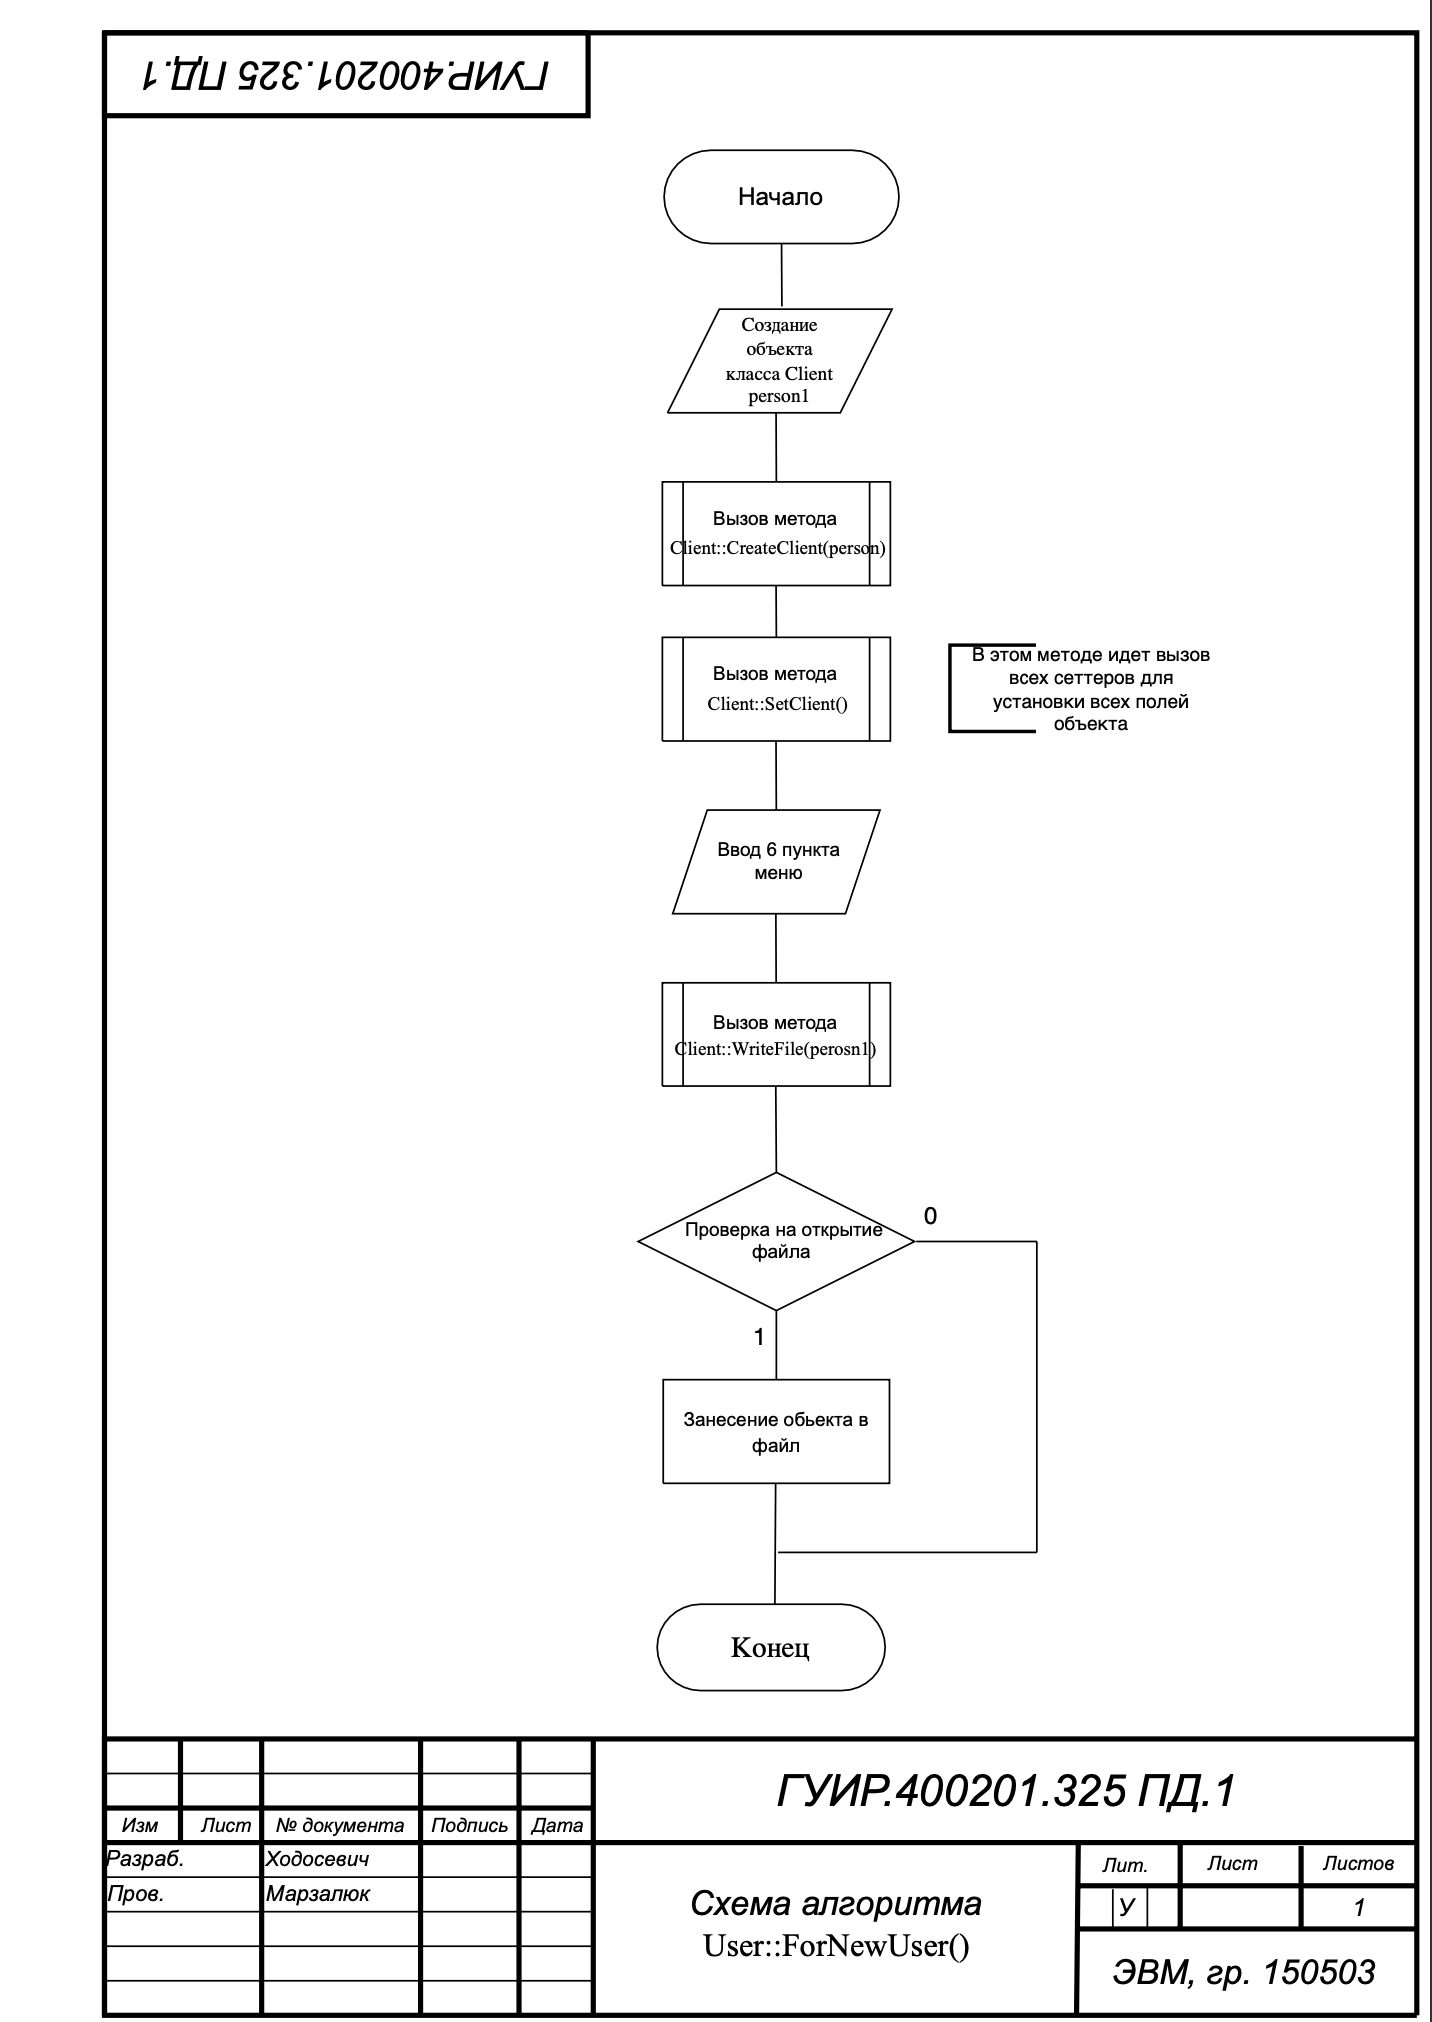 ГУИР.400201.325 ПД.1
Начало
Создание
объекта
класса Client
person1
Вызов метода
Client::CreateClient(person)
Вызов метода
Client::SetClient()
В этом методе идет вызов
всех сеттеров для
установки всех полей
объекта
Ввод 6 пункта
меню
Вызов метода
Client::WriteFile(perosn1)
Проверка на открытие
файла
0
1
Занесение обьекта в
файл
Конец
ГУИР.400201.325 ПД.1
Изм Лист № документа Подпись Дата
Разраб. Ходосевич
Пров. Марзалюк
Схема алгоритма
User::ForNewUser()
Лит. Лист Листов
У 1
ЭВМ, гр. 150503